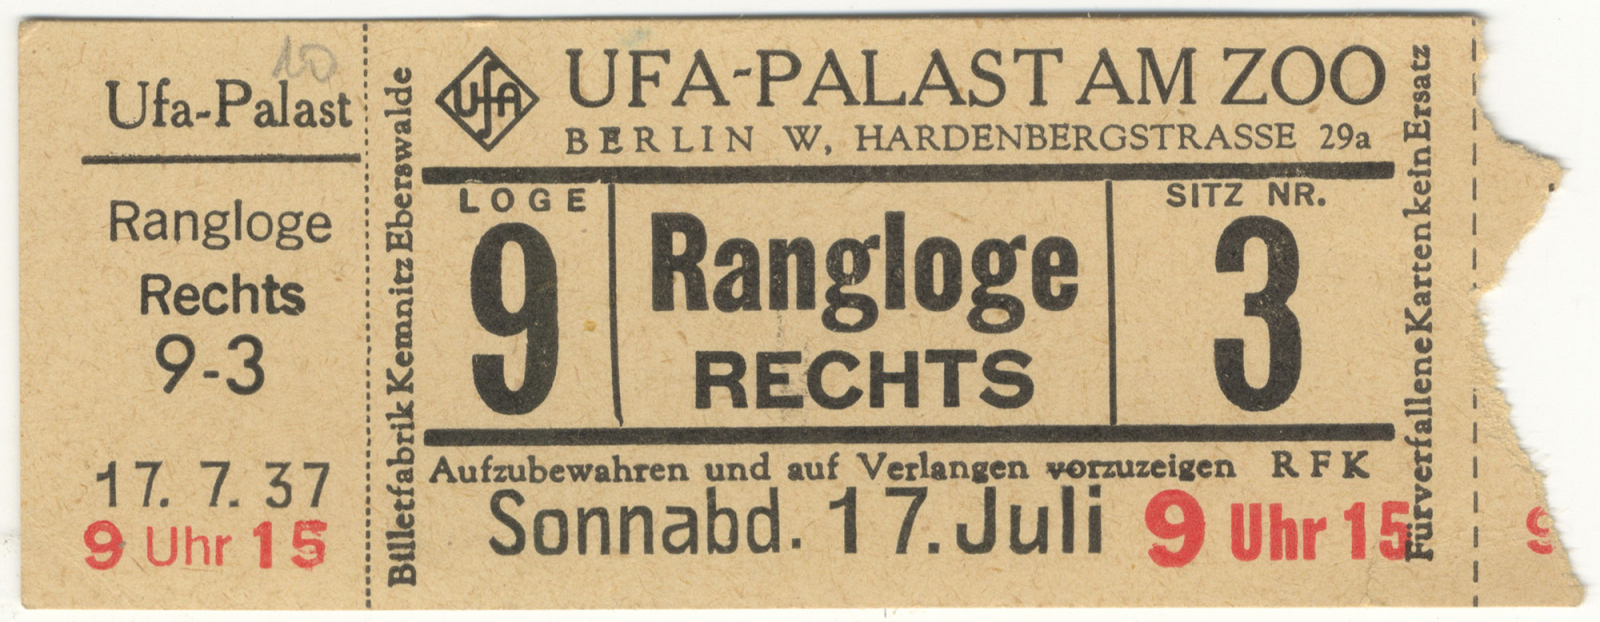 10
Ufa-Palast
Rangloge
Rechts
9-3
17. 7. 37
9 Uhr 15
Billetfabrik Kemnitz Eberswalde
UFA
UFA-PALAST AM ZOO
BERLIN W, HARDENBERGSTRASSE 29a
LOGE
9
Rangloge
RECHTS
SITZ NR.
3
Aufzubewahren und auf Verlangen vorzuzeigen RFK
Sonnabd. 17. Juli 9 Uhr 15
Für verfallene Karten kein Ersatz
9